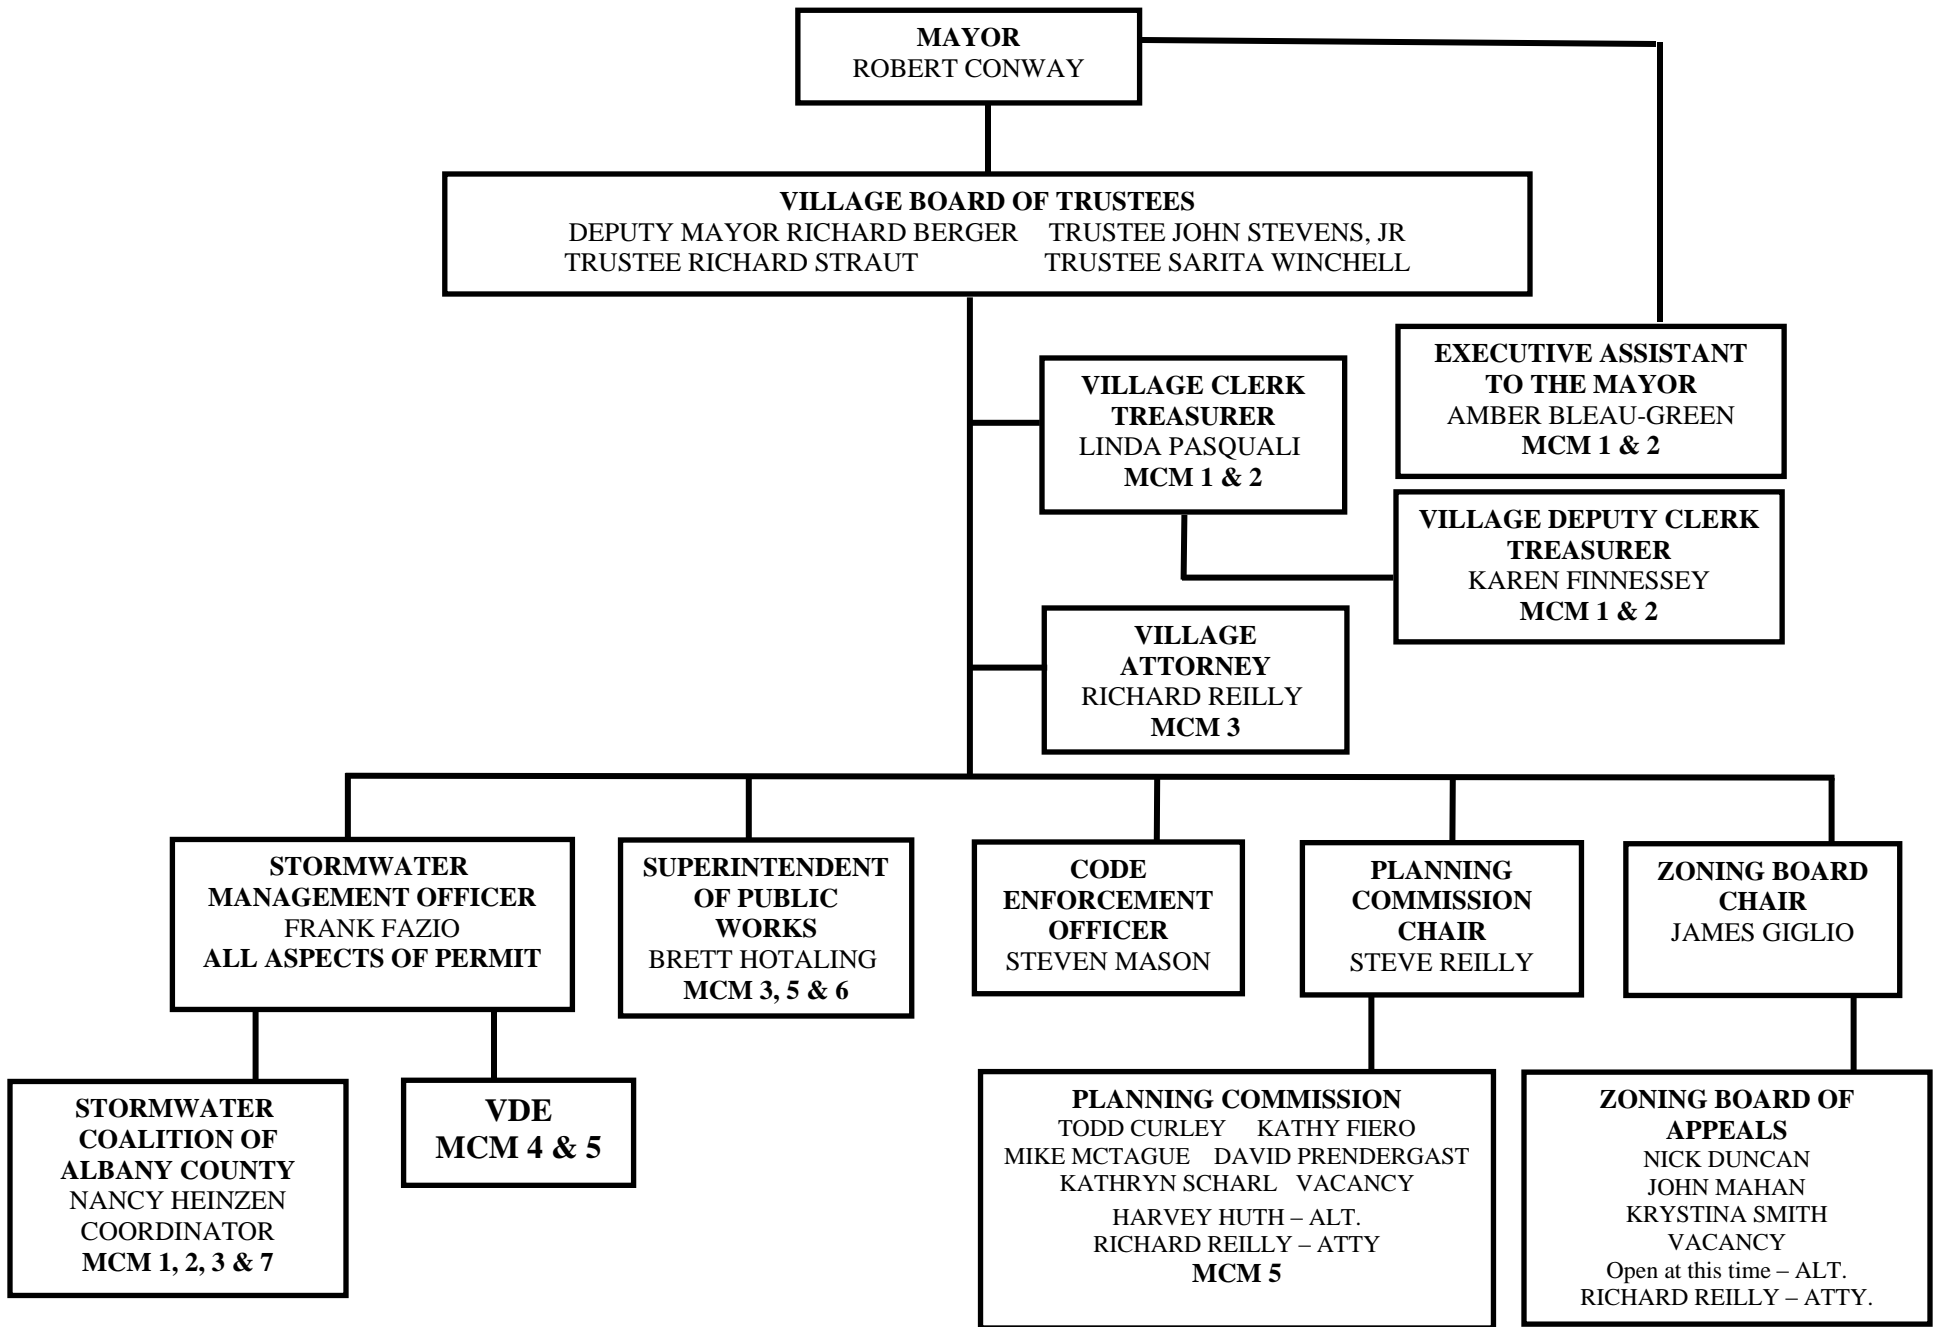 MAYOR
ROBERT CONWAY
VILLAGE BOARD OF TRUSTEES
DEPUTY MAYOR RICHARD BERGER TRUSTEE JOHN STEVENS, JR
TRUSTEE RICHARD STRAUT TRUSTEE SARITA WINCHELL
EXECUTIVE ASSISTANT
TO THE MAYOR
AMBER BLEAU-GREEN
MCM 1 & 2
VILLAGE CLERK
TREASURER
LINDA PASQUALI
MCM 1 & 2
VILLAGE DEPUTY CLERK
TREASURER
KAREN FINNESSEY
MCM 1 & 2
VILLAGE
ATTORNEY
RICHARD REILLY
MCM 3
STORMWATER
MANAGEMENT OFFICER
FRANK FAZIO
ALL ASPECTS OF PERMIT
SUPERINTENDENT
OF PUBLIC
WORKS
BRETT HOTALING
MCM 3, 5 & 6
CODE
ENFORCEMENT
OFFICER
STEVEN MASON
PLANNING
COMMISSION
CHAIR
STEVE REILLY
ZONING BOARD
CHAIR
JAMES GIGLIO
STORMWATER
COALITION OF
ALBANY COUNTY
NANCY HEINZEN
COORDINATOR
MCM 1, 2, 3 & 7
VDE
MCM 4 & 5
PLANNING COMMISSION
TODD CURLEY KATHY FIERO
MIKE MCTAGUE DAVID PRENDERGAST
KATHRYN SCHARL VACANCY
HARVEY HUTH – ALT.
RICHARD REILLY – ATTY
MCM 5
ZONING BOARD OF
APPEALS
NICK DUNCAN
JOHN MAHAN
KRYSTINA SMITH
VACANCY
Open at this time – ALT.
RICHARD REILLY – ATTY.